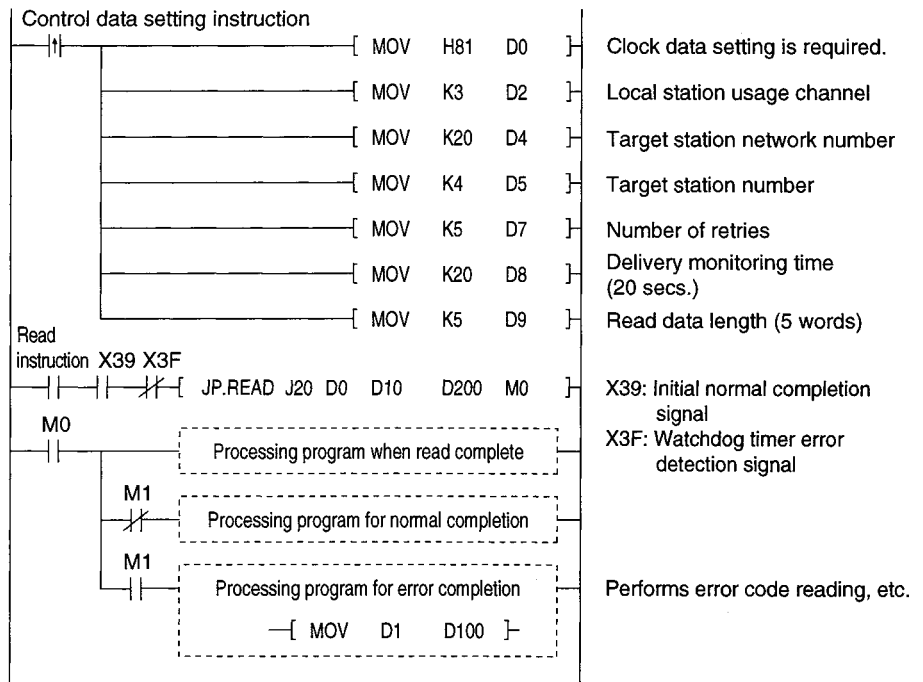 Control data setting instruction
MOV H81 D0 Clock data setting is required.
MOV K3 D2 Local station usage channel
MOV K20 D4 Target station network number
MOV K4 D5 Target station number
MOV K5 D7 Number of retries
MOV K20 D8 Delivery monitoring time
(20 secs.)
MOV K5 D9 Read data length (5 words)
Read
instruction X39 X3F
JP.READ J20 D0 D10 D200 M0 X39: Initial normal completion
signal
M0
Processing program when read complete X3F: Watchdog timer error
detection signal
M1
Processing program for normal completion
M1
Processing program for error completion Performs error code reading, etc.
MOV D1 D100